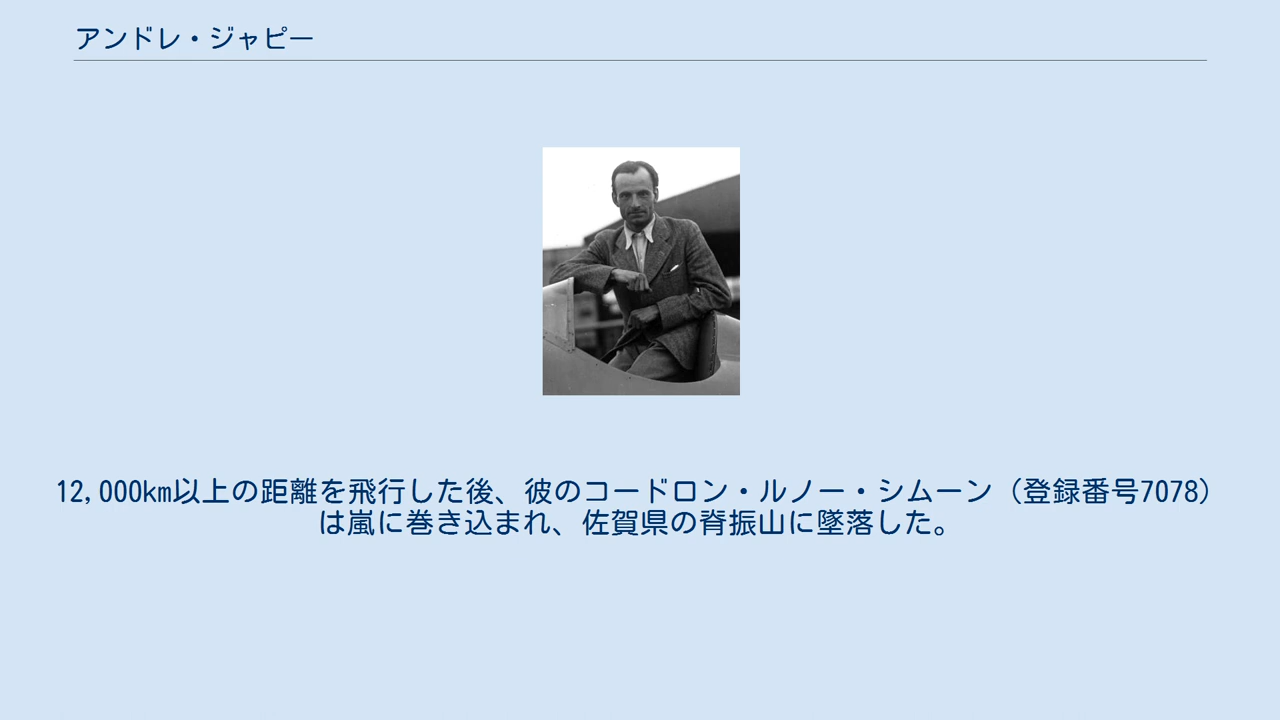 アンドレ・ジャピー
12,000km以上の距離を飛行した後、彼のコードロン・ルノー・シムーン（登録番号7078）
は嵐に巻き込まれ、佐賀県の脊振山に墜落した。